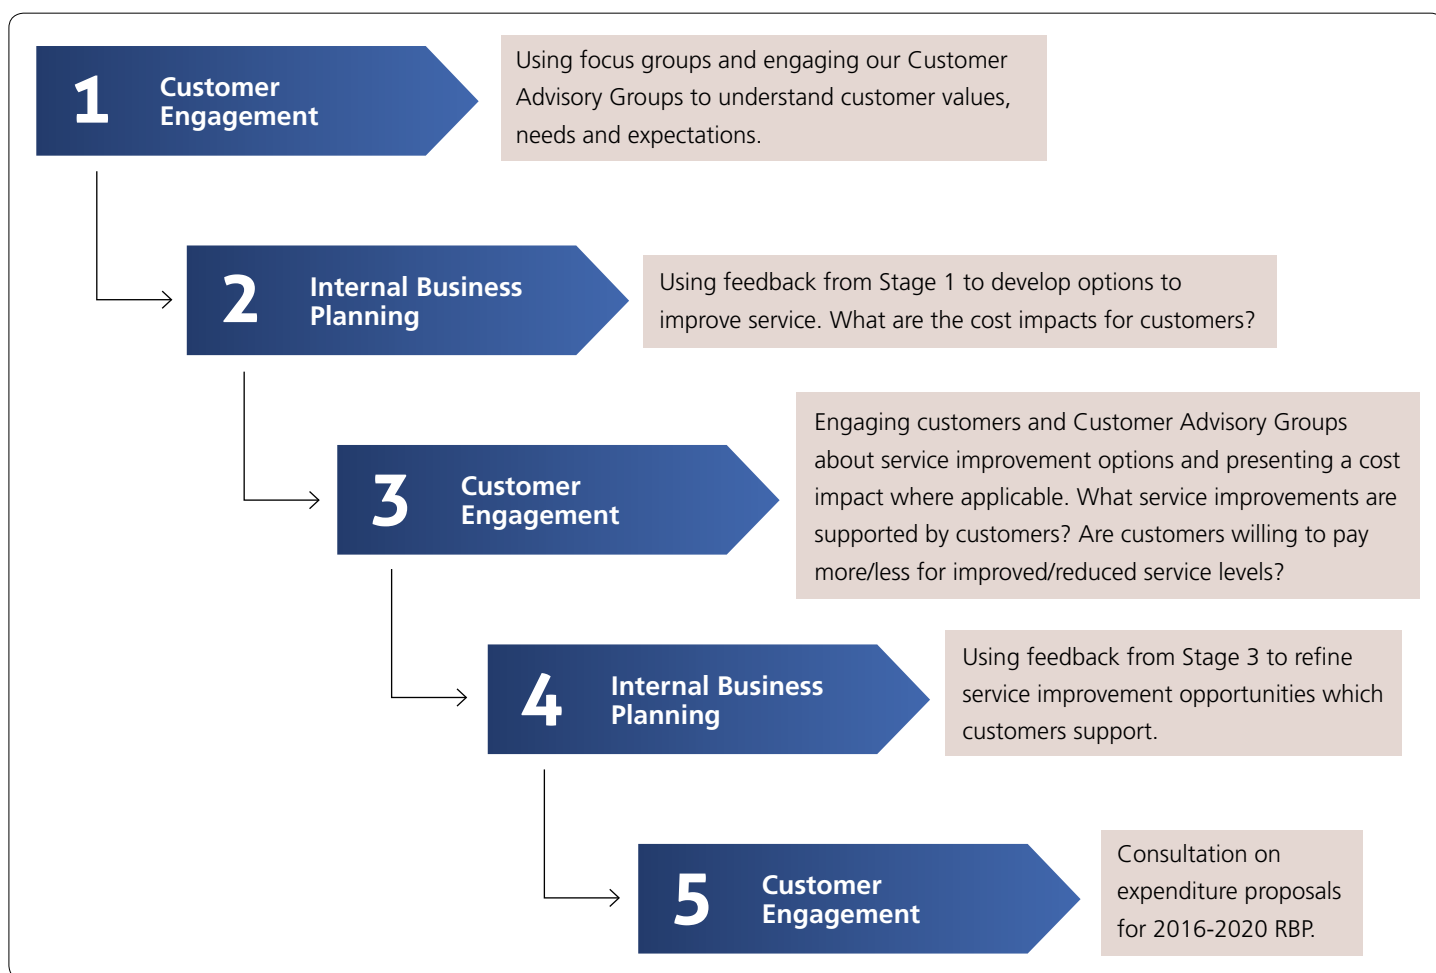 1
Customer
Engagement
Using focus groups and engaging our Customer
Advisory Groups to understand customer values,
needs and expectations.
2
Internal Business
Planning
Using feedback from Stage 1 to develop options to
improve service. What are the cost impacts for customers?
3
Customer
Engagement
Engaging customers and Customer Advisory Groups
about service improvement options and presenting a cost
impact where applicable. What service improvements are
supported by customers? Are customers willing to pay
more/less for improved/reduced service levels?
4
Internal Business
Planning
Using feedback from Stage 3 to refine
service improvement opportunities which
customers support.
5
Customer
Engagement
Consultation on
expenditure proposals
for 2016-2020 RBP.